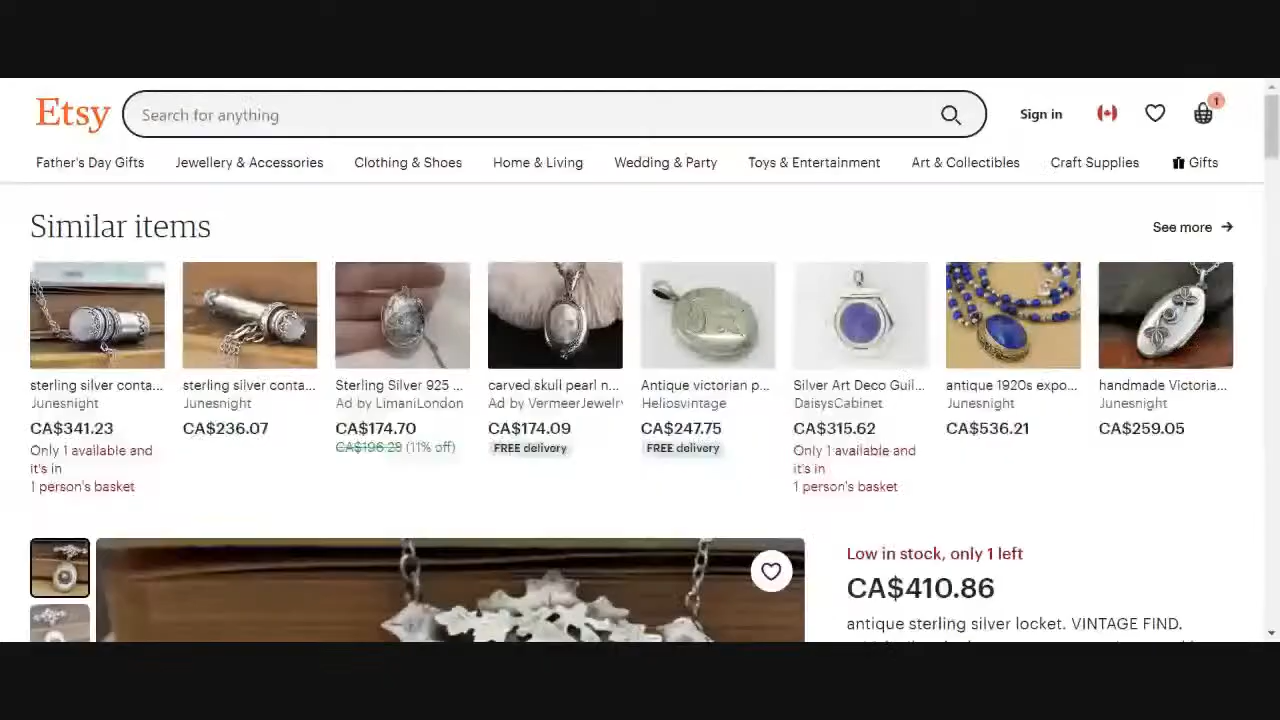 Etsy
Search for anything
Sign in
1
Father's Day Gifts
Jewellery & Accessories
Clothing & Shoes
Home & Living
Wedding & Party
Toys & Entertainment
Art & Collectibles
Craft Supplies
Gifts
Similar items
See more
sterling silver conta...
Junesnight
CA$341.23
Only 1 available and
it's in
1 person's basket
sterling silver conta...
Junesnight
CA$236.07
Sterling Silver 925 ...
Ad by LimaniLondon
CA$174.70
CA$196.28 (11% off)
carved skull pearl n...
Ad by VermeerJewelry
CA$174.09
FREE delivery
Antique victorian p...
Heliosvintage
CA$247.75
FREE delivery
Silver Art Deco Guil...
DaisysCabinet
CA$315.62
Only 1 available and
it's in
1 person's basket
antique 1920s expo...
Junesnight
CA$536.21
handmade Victoria...
Junesnight
CA$259.05
Low in stock, only 1 left
CA$410.86
antique sterling silver locket. VINTAGE FIND.